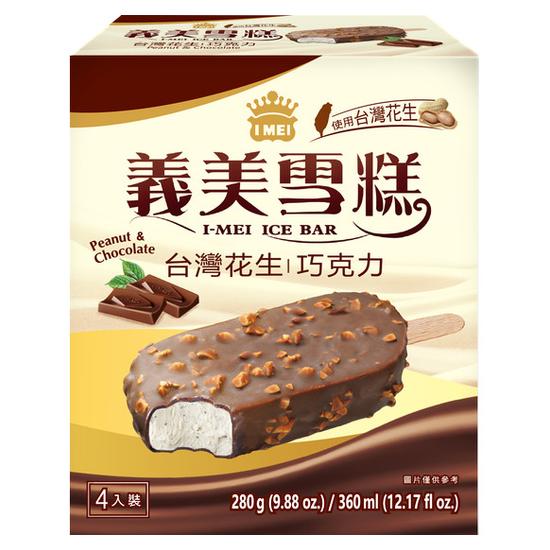 義美雪糕
I-MEI ICE BAR
台灣花生|巧克力
Peanut & Chocolate
I MEI
使用台灣花生
義美雪糕
I-MEI ICE BAR
Peanut &
Chocolate
台灣花生|巧克力
圖片僅供參考
4入裝
280g (9.88 oz.) / 360 ml (12.17 fl oz.)